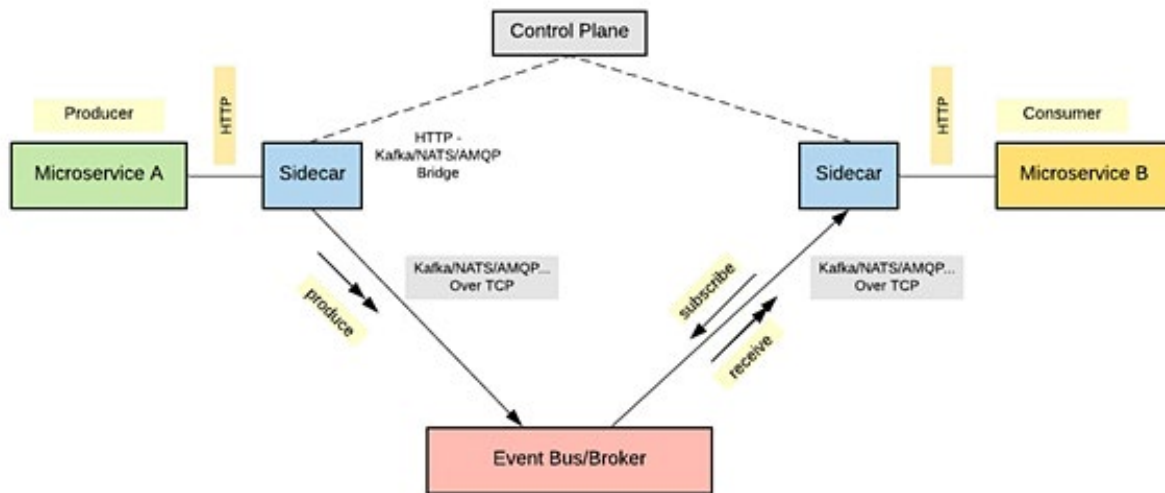 Control Plane
Producer
HTTP
HTTP
Consumer
Microservice A
Sidecar
HTTP -
Kafka/NATS/AMQP
Bridge
Sidecar
Microservice B
Kafka/NATS/AMQP...
Over TCP
produce
subscribe
receive
Kafka/NATS/AMQP...
Over TCP
Event Bus/Broker